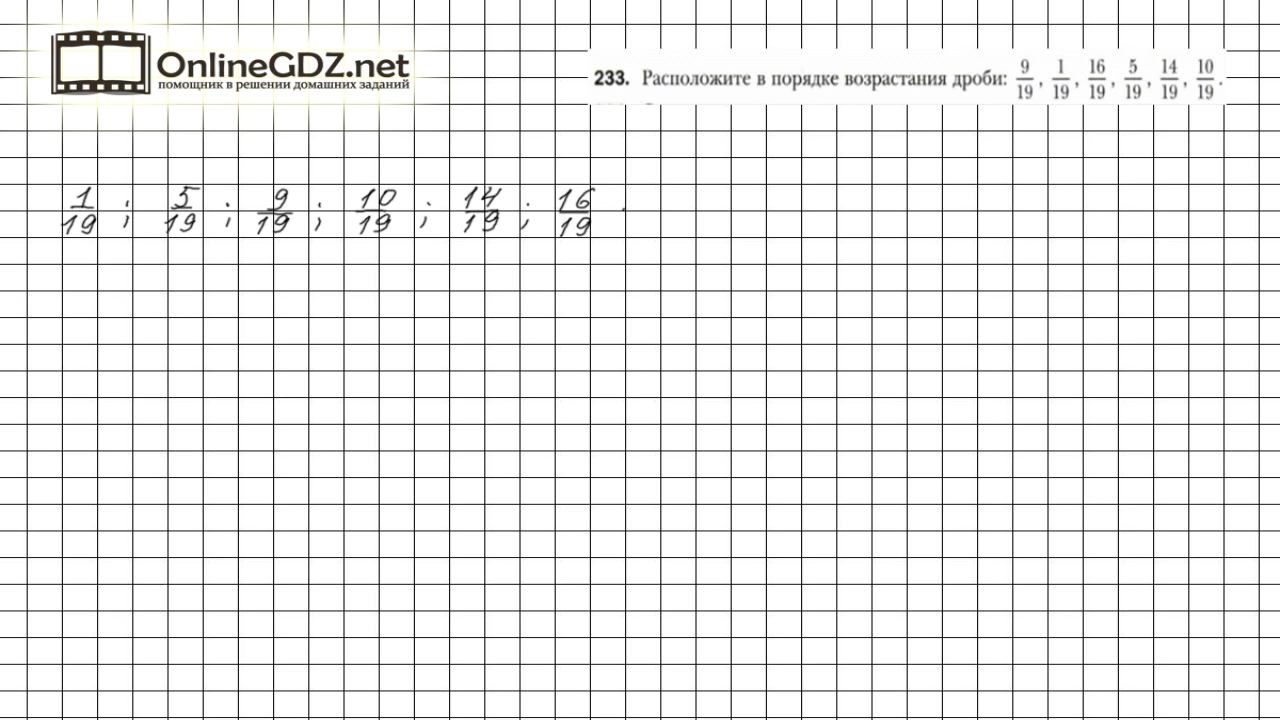 OnlineGDZ.net
помощник в решении домашних заданий
233. Расположите в порядке возрастания дроби: 9/19, 1/19, 16/19, 5/19, 14/19, 10/19.
1/19 ; 5/19 ; 9/19 ; 10/19 ; 14/19 ; 16/19 .